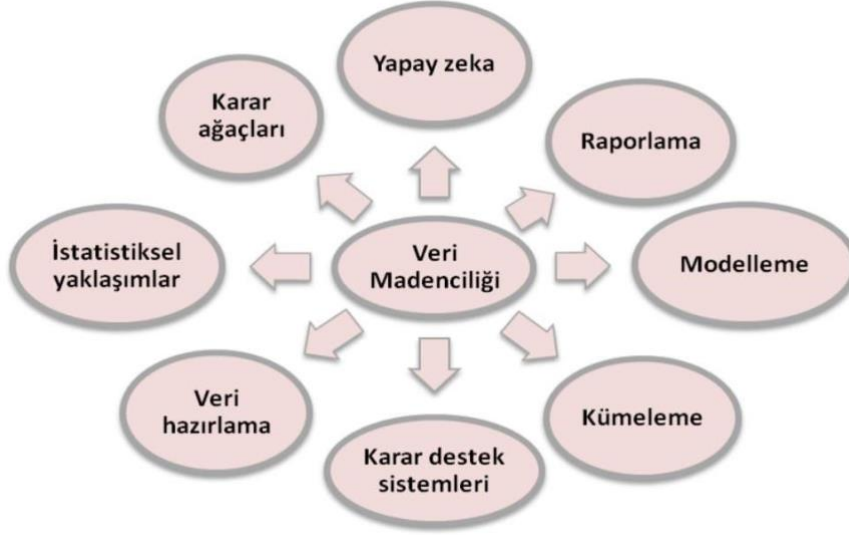 Yapay zeka
Karar
ağaçları
Raporlama
İstatistiksel
yaklaşımlar
Veri
Madenciliği
Modelleme
Veri
hazırlama
Kümeleme
Karar destek
sistemleri